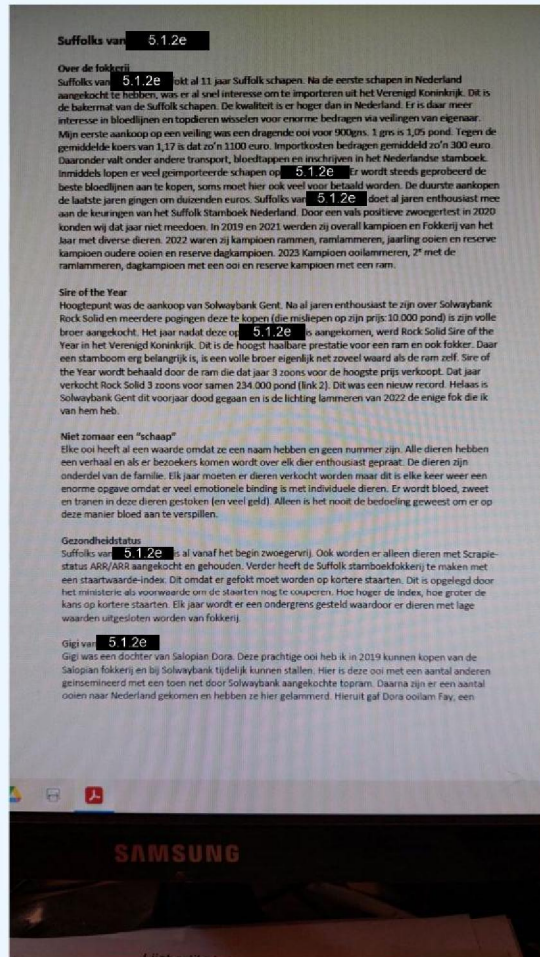 Suffolks van 5.1.2e
Over de fokkerij
Suffolks van 5.1.2e okt al 11 jaar Suffolk schapen. Na de eerste schapen in Nederland
aangekocht te hebben, was er al snel interesse om te importeren uit het Verenigd Koninkrijk. Dit is
de bakermat van de Suffolk schapen. De kwaliteit is er hoger dan in Nederland. Er is daar meer
interesse in bloedlijnen en topdieren wisselen voor enorme bedragen via veilingen van eigenaar.
Mijn eerste aankoop op een veiling was een dragende ooi voor 900gns. 1 gns is 1,05 pond. Tegen de
gemiddelde koers van 1,17 is dat zo'n 1100 euro. Importkosten bedragen gemiddeld zo'n 300 euro.
Daaronder valt onder andere transport, bloedtappen en inschrijven in het Nederlandse stamboek.
Inmiddels lopen er veel geïmporteerde schapen op 5.1.2e Er wordt steeds geprobeerd de
beste bloedlijnen aan te kopen, soms moet hier ook veel voor betaald worden. De duurste aankopen
de laatste jaren gingen om duizenden euros. Suffolks van 5.1.2e doet al jaren enthousiast mee
aan de keuringen van het Suffolk Stamboek Nederland. Door een vals positieve zwoegertest in 2020
konden wij dat jaar niet meedoen. In 2019 en 2021 werden zij overall kampioen en Fokkerij van het
Jaar met diverse dieren. 2022 waren zij kampioen rammen, ramlammeren, jaarling ooien en reserve
kampioen oudere ooien en reserve dagkampioen. 2023 Kampioen ooilammeren, 2e met de
ramlammeren, dagkampioen met een ooi en reserve kampioen met een ram.
Sire of the Year
Hoogtepunt was de aankoop van Solwaybank Gent. Na al jaren enthousiast te zijn over Solwaybank
Rock Solid en meerdere pogingen deze te kopen (die misliepen op zijn prijs:10.000 pond) is zijn volle
broer aangekocht. Het jaar nadat deze op 5.1.2e is aangekomen, werd Rock Solid Sire of the
Year in het Verenigd Koninkrijk. Dit is de hoogst haalbare prestatie voor een ram en ook fokker. Daar
een stamboom erg belangrijk is, is een volle broer eigenlijk net zoveel waard als de ram zelf. Sire of
the Year wordt behaald door de ram die dat jaar 3 zoons voor de hoogste prijs verkoopt. Dat jaar
verkocht Rock Solid 3 zoons voor samen 234.000 pond (link 2). Dit was een nieuw record. Helaas is
Solwaybank Gent dit voorjaar dood gegaan en is de lichting lammeren van 2022 de enige fok die ik
van hem heb.
Niet zomaar een "schaap"
Elke ooi heeft al een waarde omdat ze een naam hebben en geen nummer zijn. Alle dieren hebben
een verhaal en als er bezoekers komen wordt over elk dier enthousiast gepraat. De dieren zijn
onderdel van de familie. Elk jaar moeten er dieren verkocht worden maar dit is elke keer weer een
enorme opgave omdat er veel emotionele binding is met individuele dieren. Er wordt bloed, zweet
en tranen in deze dieren gestoken (en veel geld). Alleen is het nooit de bedoeling geweest om er op
deze manier bloed aan te verspillen.
Gezondheidstatus
Suffolks van 5.1.2e is al vanaf het begin zwoegervrij. Ook worden er alleen dieren met Scrapie-
status ARR/ARR aangekocht en gehouden. Verder heeft de Suffolk stamboekfokkerij te maken met
een staartwaarde-index. Dit omdat er gefokt moet worden op kortere staarten. Dit is opgelegd door
het ministerie als voorwaarde om de staarten nog te couperen. Hoe hoger de Index, hoe groter de
kans op kortere staarten. Elk jaar wordt er een ondergrens gesteld waardoor er dieren met lage
waarden uitgesloten worden van fokkerij.
Gigi van 5.1.2e
Gigi was een dochter van Salopian Dora. Deze prachtige ooi heb ik in 2019 kunnen kopen van de
Salopian fokkerij en bij Solwaybank tijdelijk kunnen stallen. Hier is deze ooi met een aantal anderen
geïnsemineerd met een toen net door Solwaybank aangekochte topram. Daarna zijn er een aantal
ooien naar Nederland gekomen en hebben ze hier gelammerd. Hieruit gaf Dora ooilam Fay, een
SAMSUNG